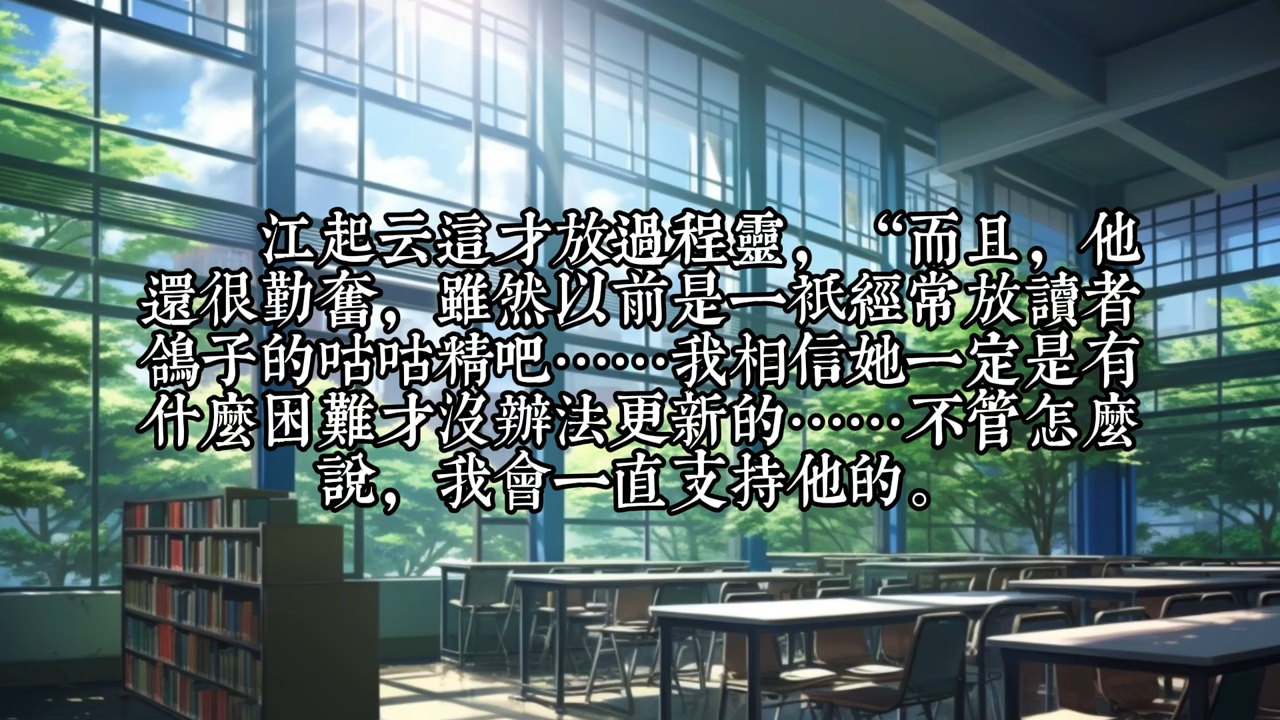 江起云這才放過程靈，“而且，他
還很勤奮，雖然以前是一衹經常放讀者
鴿子的咕咕精吧……我相信她一定是有
什麼困難才沒辦法更新的……不管怎麼
說，我會一直支持他的。